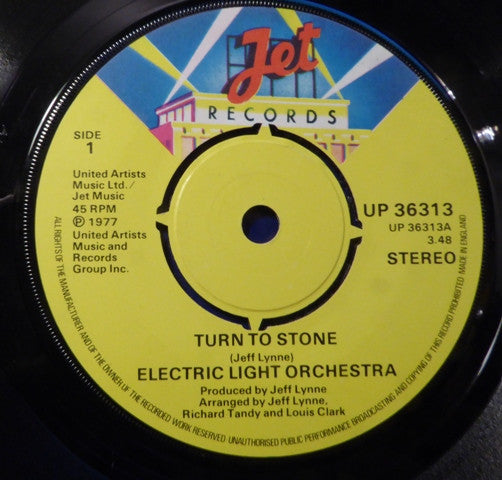 Jet
RECORDS
SIDE
1
United Artists
Music Ltd./
Jet Music
45 RPM
Ⓟ 1977
United Artists
Music and
Records
Group Inc.
UP 36313
UP 36313A
3.48
STEREO
TURN TO STONE
(Jeff Lynne)
ELECTRIC LIGHT ORCHESTRA
Produced by Jeff Lynne
Arranged by Jeff Lynne,
Richard Tandy and Louis Clark
ALL RIGHTS OF THE MANUFACTURER AND OF THE OWNER OF THE RECORDED WORK RESERVED UNAUTHORISED PUBLIC PERFORMANCE BROADCASTING AND COPYING OF THIS RECORD PROHIBITED MADE IN ENGLAND